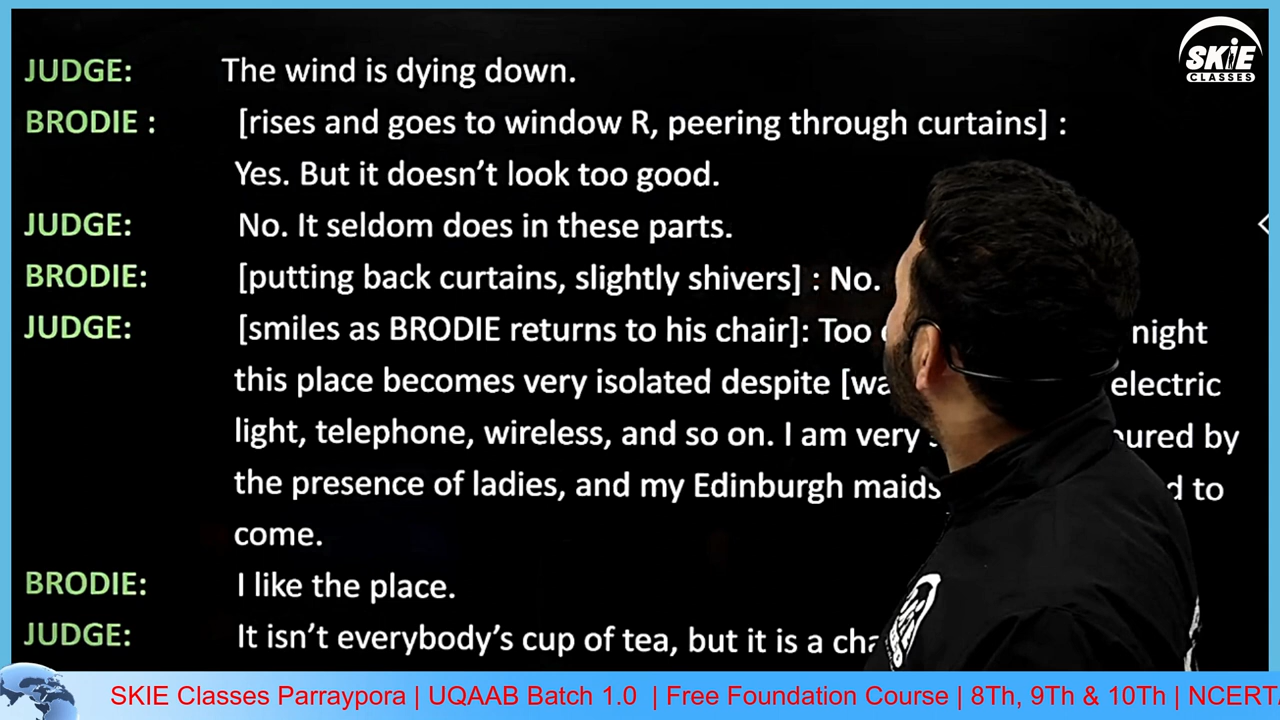 SKIE
CLASSES
JUDGE: The wind is dying down.
BRODIE : [rises and goes to window R, peering through curtains] :
Yes. But it doesn’t look too good.
JUDGE: No. It seldom does in these parts.
BRODIE: [putting back curtains, slightly shivers] : No.
JUDGE: [smiles as BRODIE returns to his chair]: Too night
this place becomes very isolated despite electric
light, telephone, wireless, and so on. I am very by
the presence of ladies, and my Edinburgh maids to
come.
BRODIE: I like the place.
JUDGE: It isn’t everybody’s cup of tea, but it is a
SKIE Classes Parraypora | UQAAB Batch 1.0 | Free Foundation Course | 8Th, 9Th & 10Th | NCERT